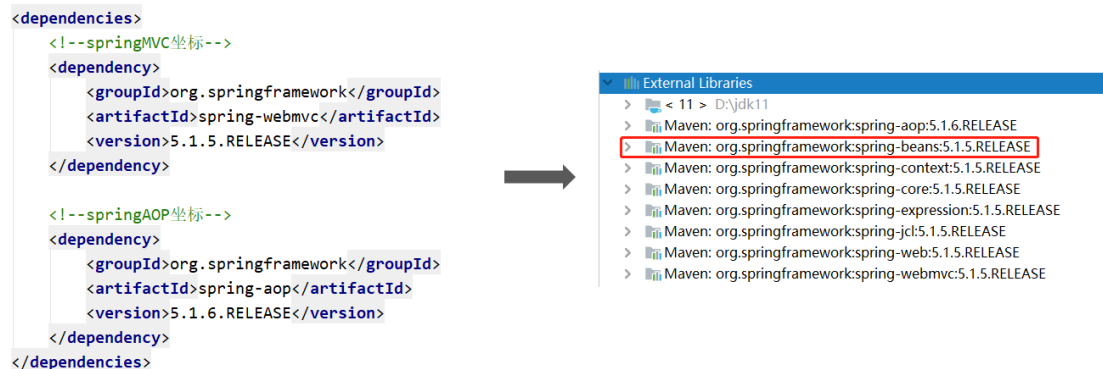 <dependencies>
<!--springMVC坐标-->
<dependency>
<groupId>org.springframework</groupId>
<artifactId>spring-webmvc</artifactId>
<version>5.1.5.RELEASE</version>
</dependency>
<!--springAOP坐标-->
<dependency>
<groupId>org.springframework</groupId>
<artifactId>spring-aop</artifactId>
<version>5.1.6.RELEASE</version>
</dependency>
</dependencies>
External Libraries
< 11 > D:\jdk11
Maven: org.springframework:spring-aop:5.1.6.RELEASE
Maven: org.springframework:spring-beans:5.1.5.RELEASE
Maven: org.springframework:spring-context:5.1.5.RELEASE
Maven: org.springframework:spring-core:5.1.5.RELEASE
Maven: org.springframework:spring-expression:5.1.5.RELEASE
Maven: org.springframework:spring-jcl:5.1.5.RELEASE
Maven: org.springframework:spring-web:5.1.5.RELEASE
Maven: org.springframework:spring-webmvc:5.1.5.RELEASE